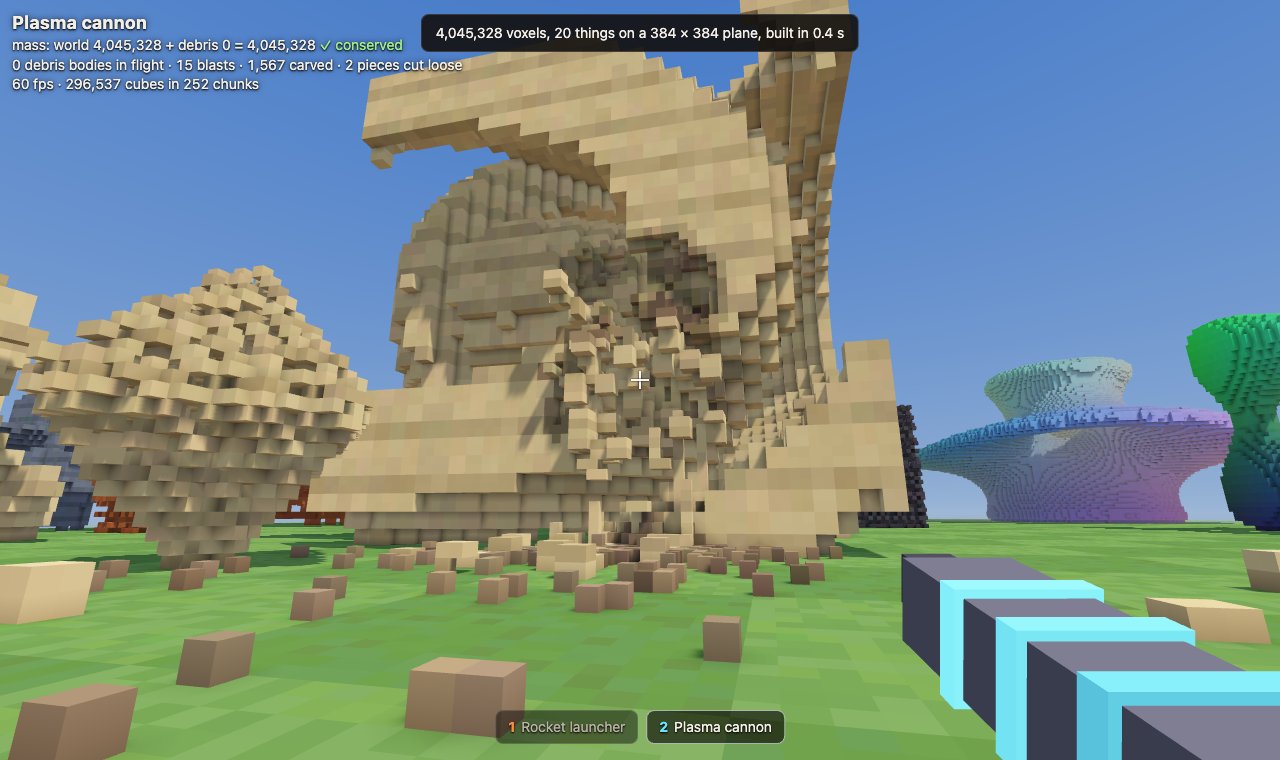 Plasma cannon
4,045,328 voxels, 20 things on a 384 × 384 plane, built in 0.4 s
mass: world 4,045,328 + debris 0 = 4,045,328 ✓ conserved
0 debris bodies in flight · 15 blasts · 1,567 carved · 2 pieces cut loose
60 fps · 296,537 cubes in 252 chunks
1 Rocket launcher
2 Plasma cannon